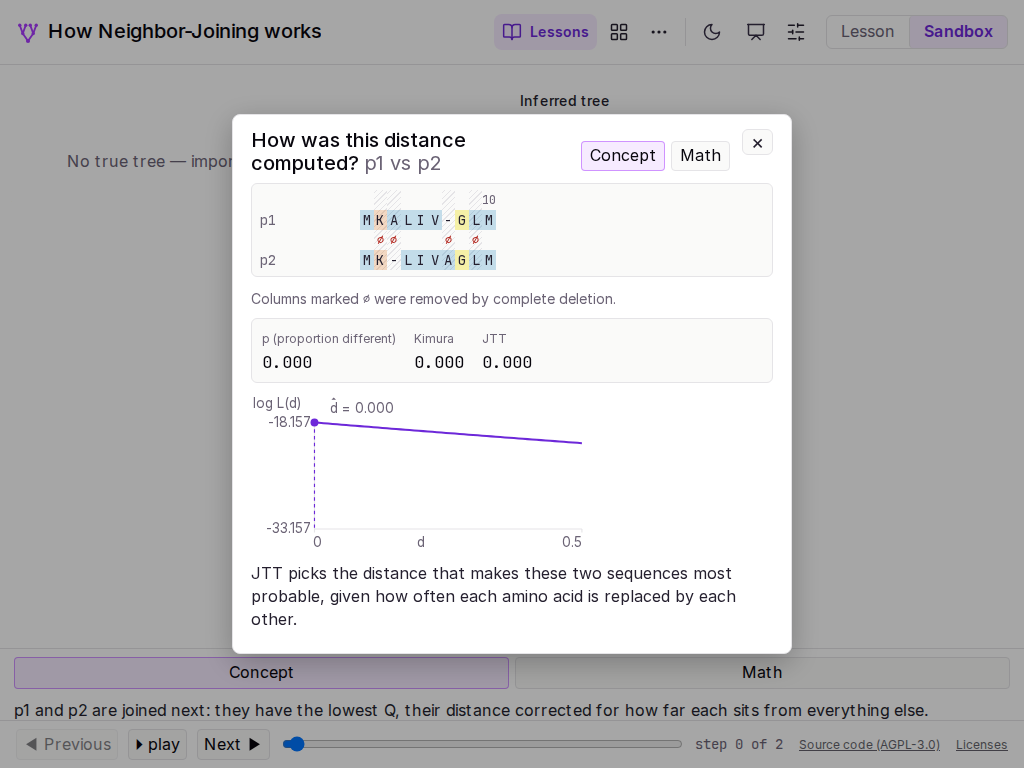 How Neighbor-Joining works
Lessons
Lesson
Sandbox
Inferred tree
No true tree — impor
How was this distance
computed? p1 vs p2
Concept
Math
×
10
p1 MKALIV-GLM
ø ø ø ø
p2 MK-LIVAGLM
Columns marked ø were removed by complete deletion.
p (proportion different) Kimura JTT
0.000 0.000 0.000
log L(d)
d̂ = 0.000
-18.157
-33.157
0 d 0.5
JTT picks the distance that makes these two sequences most
probable, given how often each amino acid is replaced by each
other.
Concept
Math
p1 and p2 are joined next: they have the lowest Q, their distance corrected for how far each sits from everything else.
Previous
play
Next
step 0 of 2
Source code (AGPL-3.0)
Licenses